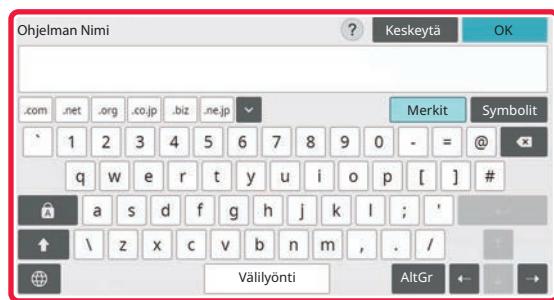 Ohjelman Nimi ? Keskeytä OK
.com .net .org .co.jp .biz .ne.jp Merkit Symbolit
` 1 2 3 4 5 6 7 8 9 0 - = @
q w e r t y u i o p [ ] #
A a s d f g h j k l ; '
\ z x c v b n m , . /
Välilyönti AltGr